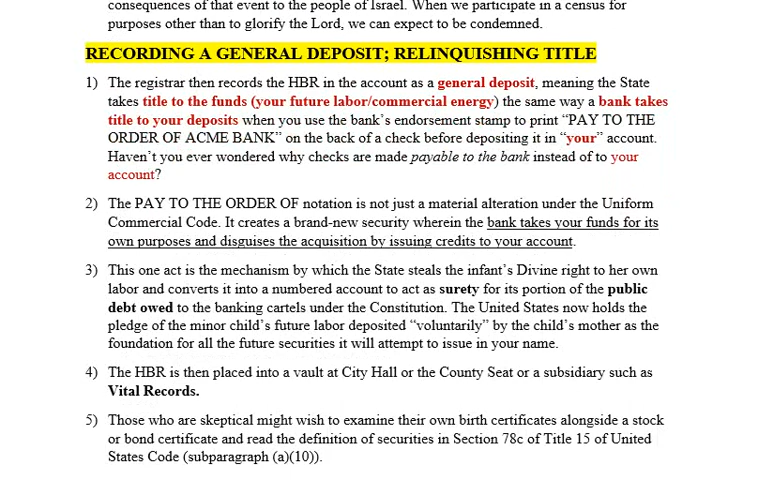 consequences of that event to the people of Israel. When we participate in a census for
purposes other than to glorify the Lord, we can expect to be condemned.
RECORDING A GENERAL DEPOSIT; RELINQUISHING TITLE
1) The registrar then records the HBR in the account as a general deposit, meaning the State
takes title to the funds (your future labor/commercial energy) the same way a bank takes
title to your deposits when you use the bank’s endorsement stamp to print “PAY TO THE
ORDER OF ACME BANK” on the back of a check before depositing it in “your” account.
Haven’t you ever wondered why checks are made payable to the bank instead of to your
account?
2) The PAY TO THE ORDER OF notation is not just a material alteration under the Uniform
Commercial Code. It creates a brand-new security wherein the bank takes your funds for its
own purposes and disguises the acquisition by issuing credits to your account.
3) This one act is the mechanism by which the State steals the infant’s Divine right to her own
labor and converts it into a numbered account to act as surety for its portion of the public
debt owed to the banking cartels under the Constitution. The United States now holds the
pledge of the minor child’s future labor deposited “voluntarily” by the child’s mother as the
foundation for all the future securities it will attempt to issue in your name.
4) The HBR is then placed into a vault at City Hall or the County Seat or a subsidiary such as
Vital Records.
5) Those who are skeptical might wish to examine their own birth certificates alongside a stock
or bond certificate and read the definition of securities in Section 78c of Title 15 of United
States Code (subparagraph (a)(10)).